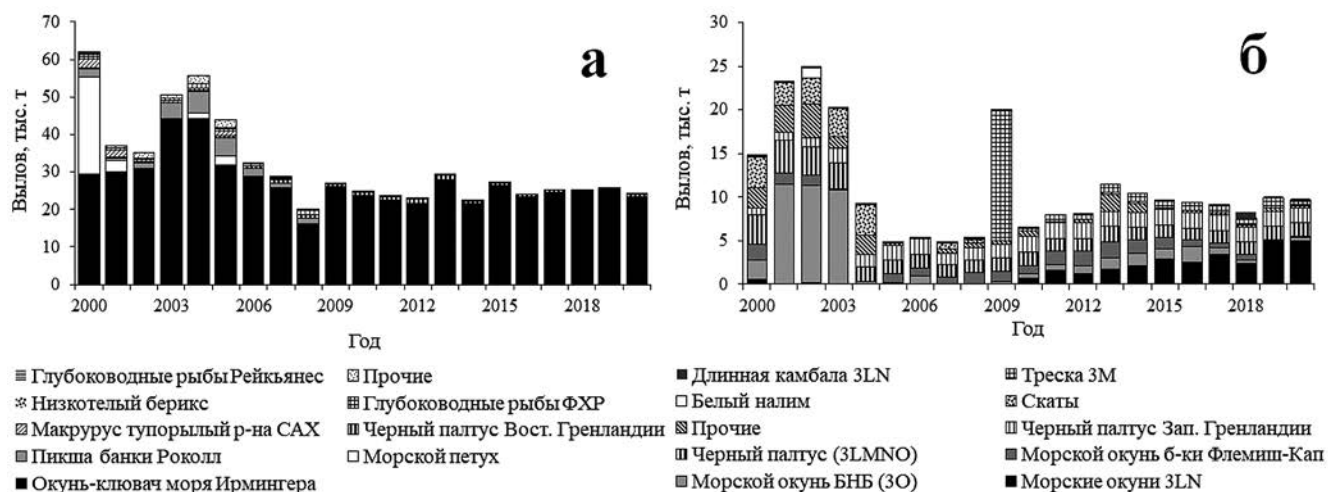 а
Вылов, тыс. т
70
60
50
40
30
20
10
0
2000
2003
2006
2009
2012
2015
2018
Год
Глубоководные рыбы Рейкьянес
Прочие
Низкотелый берикс
Глубоководные рыбы ФХР
Макрурус тупорылый р-на САХ
Черный палтус Вост. Гренландии
Пикша банки Роколл
Морской петух
Окунь-клювач моря Ирмингера
б
Вылов, тыс. т
30
25
20
15
10
5
0
2000
2003
2006
2009
2012
2015
2018
Год
Длинная камбала 3LN
Треска 3М
Белый налим
Скаты
Прочие
Черный палтус Зап. Гренландии
Черный палтус (3LMNO)
Морской окунь б-ки Флемиш-Кап
Морской окунь БНБ (3О)
Морские окуни 3LN